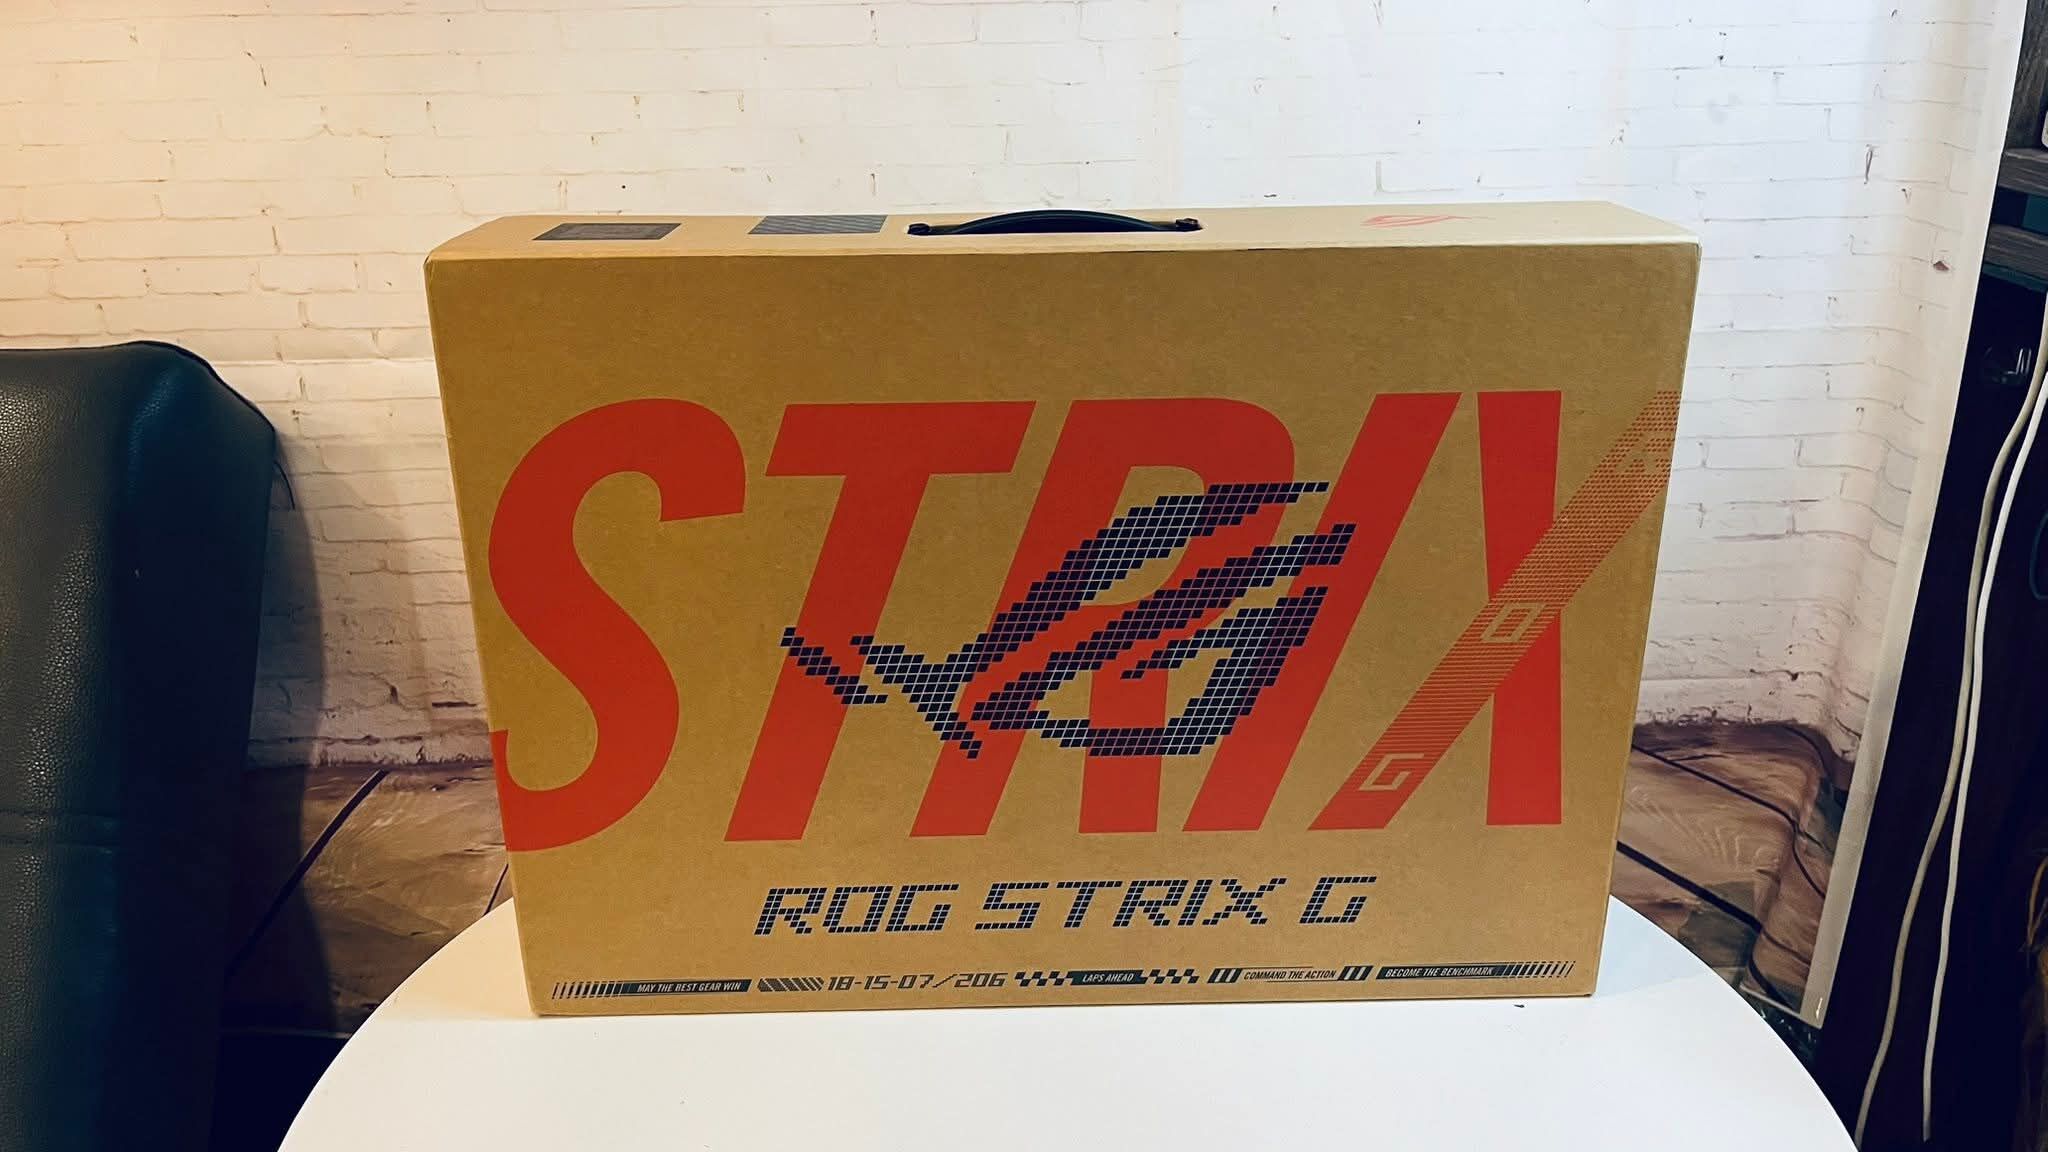 STRIX
ROG
ROG STRIX G
MAY THE BEST GEAR WIN 18-15-07/206 LAPS AHEAD COMMAND THE ACTION BECOME THE BENCHMARK